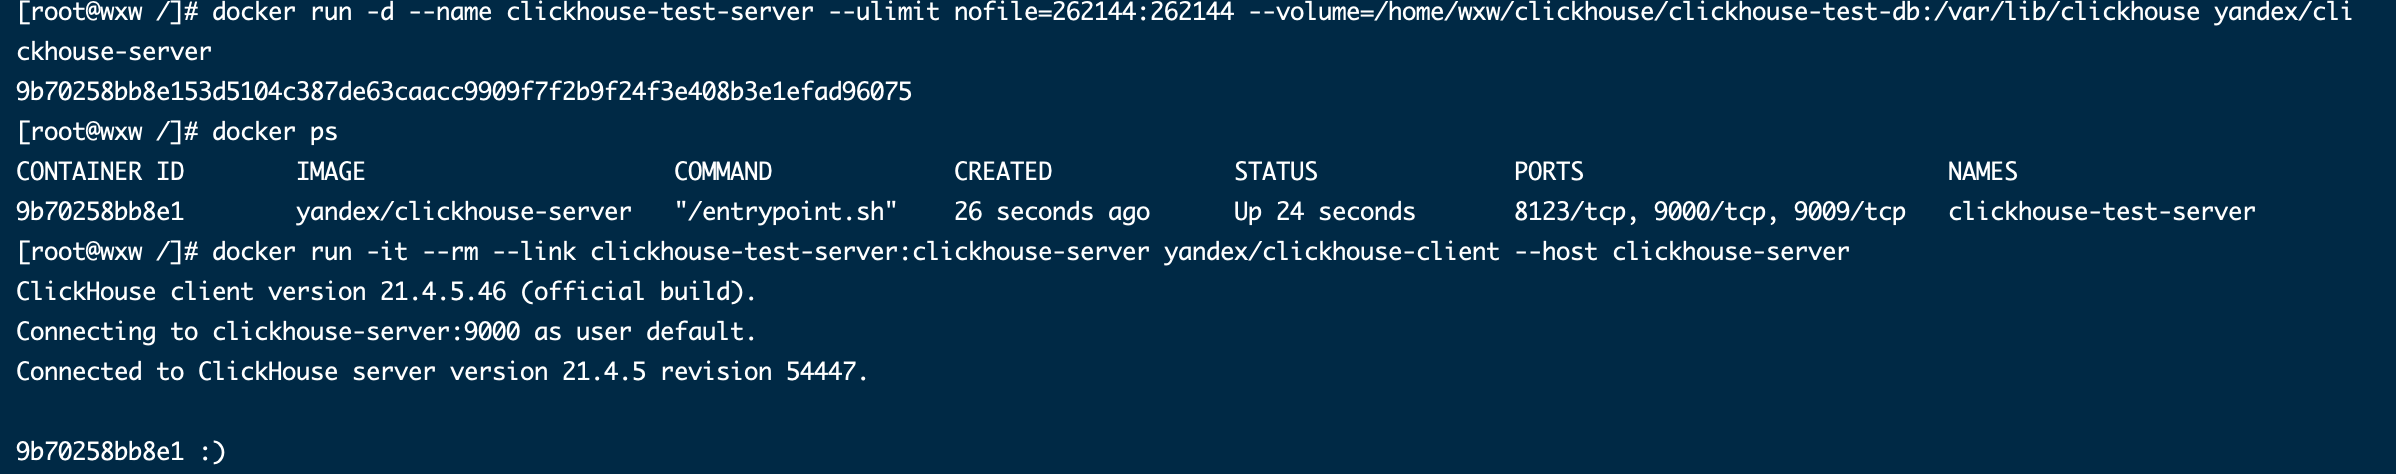 [root@wxw /]# docker run -d --name clickhouse-test-server --ulimit nofile=262144:262144 --volume=/home/wxw/clickhouse/clickhouse-test-db:/var/lib/clickhouse yandex/cli
ckhouse-server
9b70258bb8e153d5104c387de63caacc9909f7f2b9f24f3e408b3e1efad96075
[root@wxw /]# docker ps
CONTAINER ID        IMAGE                      COMMAND             CREATED             STATUS              PORTS                          NAMES
9b70258bb8e1        yandex/clickhouse-server   "/entrypoint.sh"    26 seconds ago      Up 24 seconds       8123/tcp, 9000/tcp, 9009/tcp   clickhouse-test-server
[root@wxw /]# docker run -it --rm --link clickhouse-test-server:clickhouse-server yandex/clickhouse-client --host clickhouse-server
ClickHouse client version 21.4.5.46 (official build).
Connecting to clickhouse-server:9000 as user default.
Connected to ClickHouse server version 21.4.5 revision 54447.
9b70258bb8e1 :)